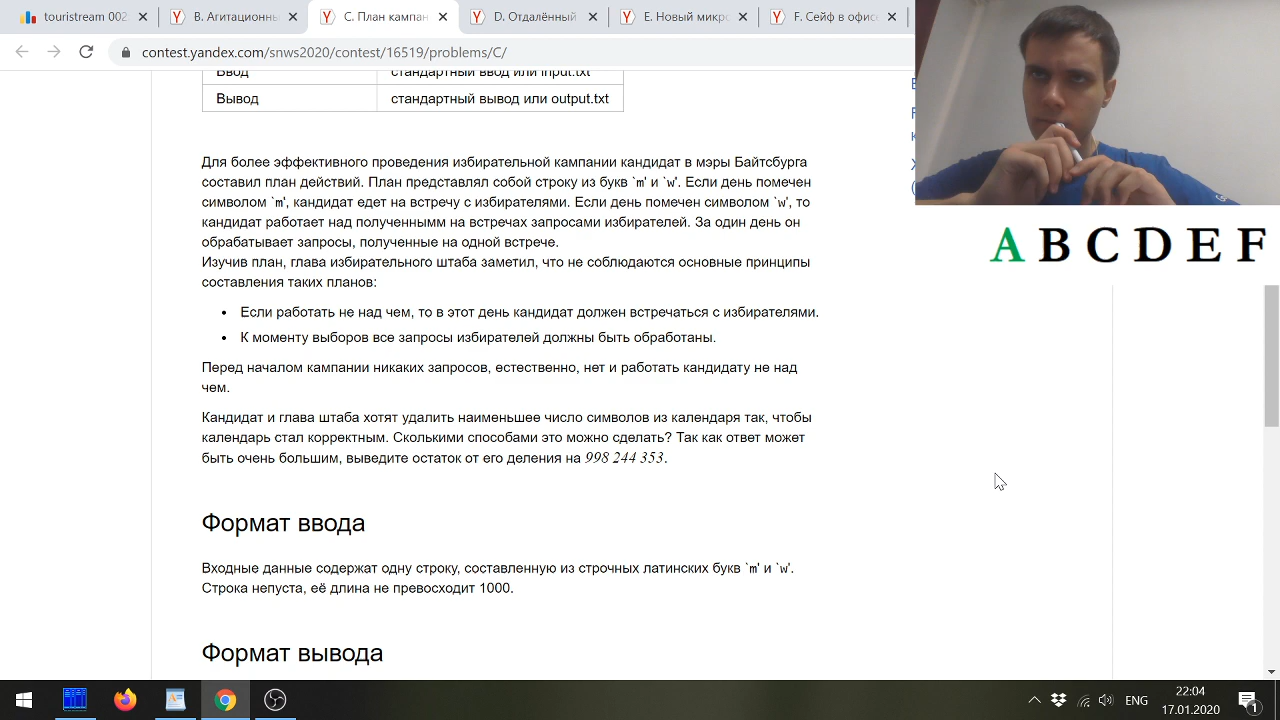 touristream 002
B. Агитационны
C. План кампан
D. Отдалённый
E. Новый микро
F. Сейф в офис
contest.yandex.com/snws2020/contest/16519/problems/C/
Ввод стандартный ввод или input.txt
Вывод стандартный вывод или output.txt
Для более эффективного проведения избирательной кампании кандидат в мэры Байтсбурга
составил план действий. План представлял собой строку из букв `m' и `w'. Если день помечен
символом `m', кандидат едет на встречу с избирателями. Если день помечен символом `w', то
кандидат работает над полученнымм на встречах запросами избирателей. За один день он
обрабатывает запросы, полученные на одной встрече.
Изучив план, глава избирательного штаба заметил, что не соблюдаются основные принципы
составления таких планов:
• Если работать не над чем, то в этот день кандидат должен встречаться с избирателями.
• К моменту выборов все запросы избирателей должны быть обработаны.
Перед началом кампании никаких запросов, естественно, нет и работать кандидату не над
чем.
Кандидат и глава штаба хотят удалить наименьшее число символов из календаря так, чтобы
календарь стал корректным. Сколькими способами это можно сделать? Так как ответ может
быть очень большим, выведите остаток от его деления на 998 244 353.
Формат ввода
Входные данные содержат одну строку, составленную из строчных латинских букв `m' и `w'.
Строка непуста, её длина не превосходит 1000.
Формат вывода
A B C D E F
ENG
22:04
17.01.2020
1